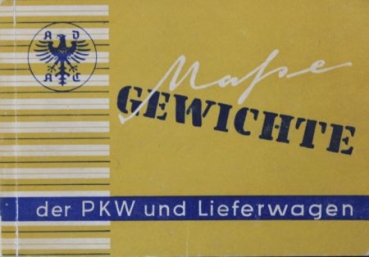 A D
A C
Maße
GEWICHTE
der PKW und Lieferwagen